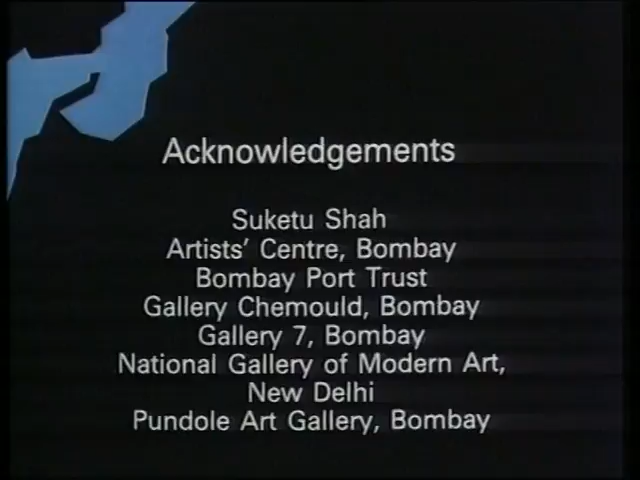 Acknowledgements
Suketu Shah
Artists' Centre, Bombay
Bombay Port Trust
Gallery Chemould, Bombay
Gallery 7, Bombay
National Gallery of Modern Art,
New Delhi
Pundole Art Gallery, Bombay